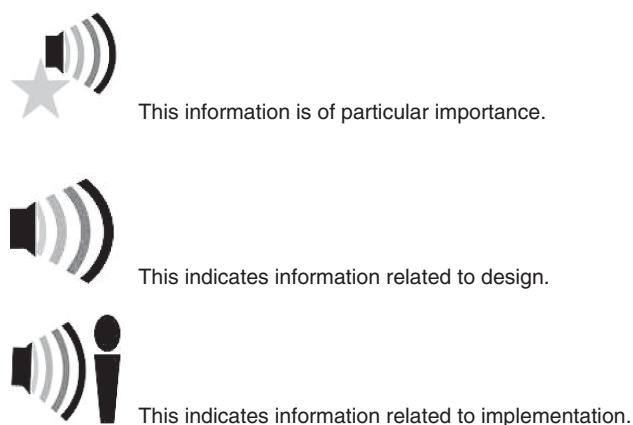 This information is of particular importance.
This indicates information related to design.
This indicates information related to implementation.